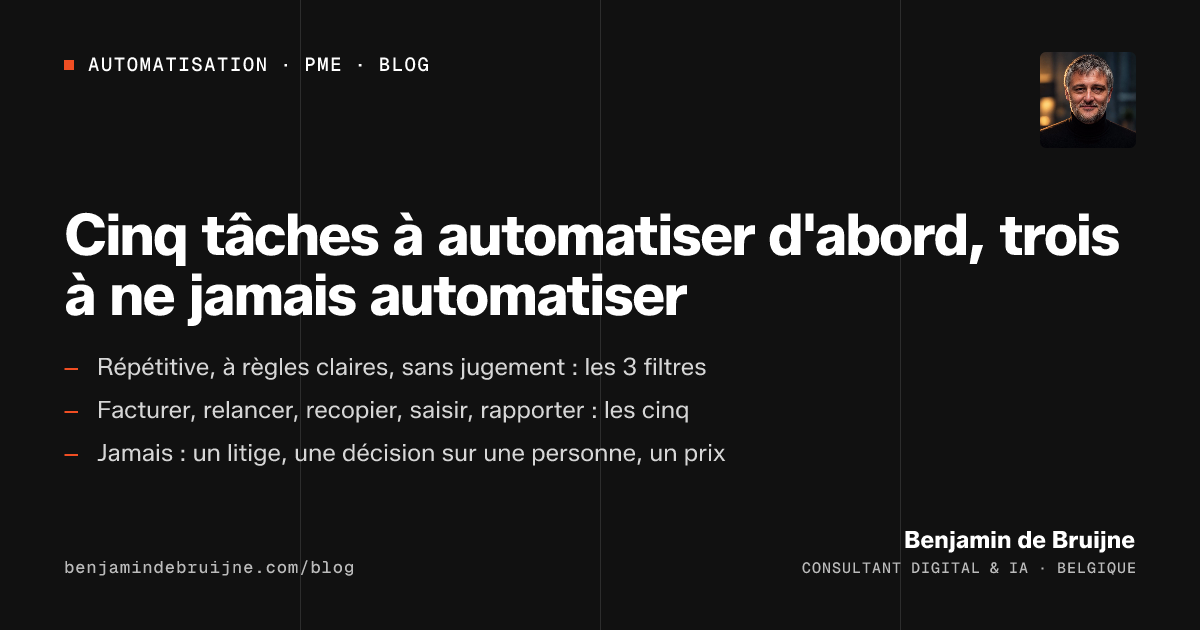 AUTOMATISATION · PME · BLOG
Cinq tâches à automatiser d'abord, trois
à ne jamais automatiser
– Répétitive, à règles claires, sans jugement : les 3 filtres
– Facturer, relancer, recopier, saisir, rapporter : les cinq
– Jamais : un litige, une décision sur une personne, un prix
benjamindebruijne.com/blog
Benjamin de Bruijne
CONSULTANT DIGITAL & IA · BELGIQUE